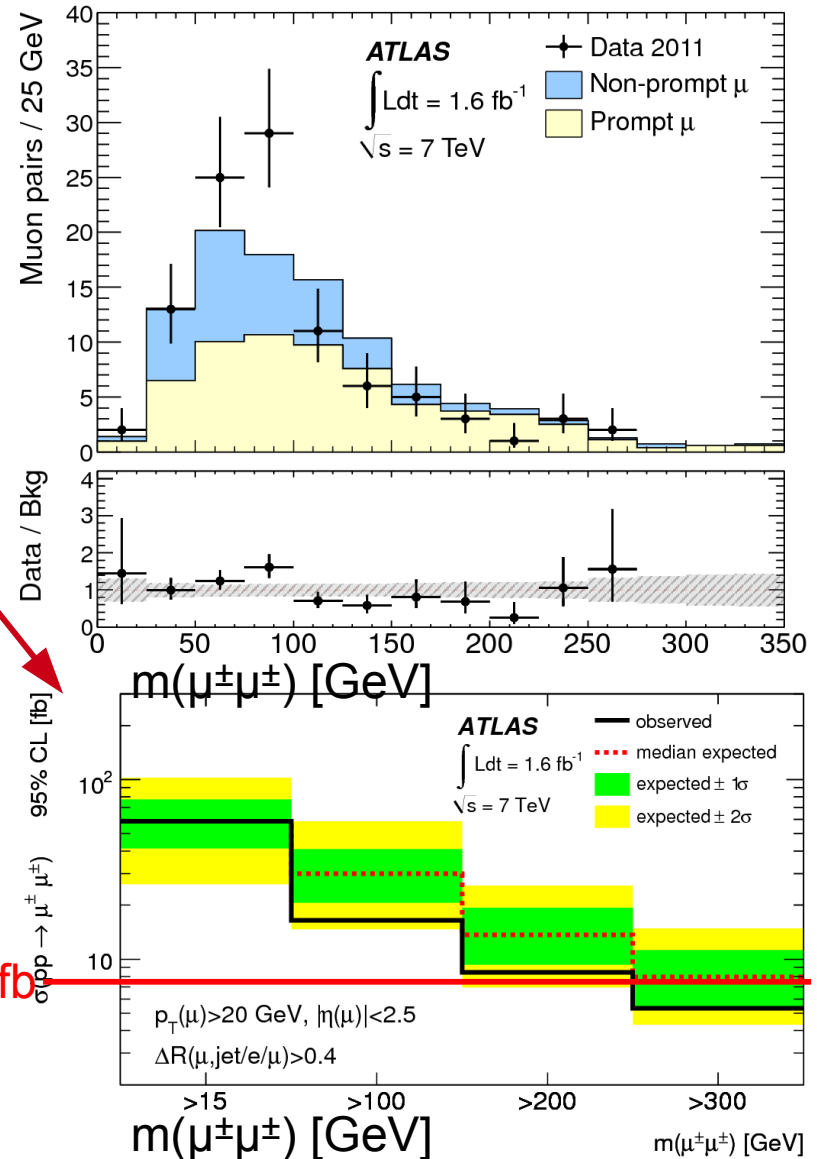 40
35
30
25
20
15
10
5
0
Muon pairs / 25 GeV
ATLAS
∫Ldt = 1.6 fb⁻¹
√s = 7 TeV
Data 2011
Non-prompt μ
Prompt μ
4
3
2
1
0
Data / Bkg
0 50 100 150 200 250 300 350
m(μ±μ±) [GeV]
σ(pp → μ± μ±) 95% CL [fb]
10²
10
fb
ATLAS
∫ Ldt = 1.6 fb⁻¹
√s = 7 TeV
observed
median expected
expected ± 1σ
expected ± 2σ
p_T(μ)>20 GeV, |η(μ)|<2.5
ΔR(μ,jet/e/μ)>0.4
>15 >100 >200 >300
m(μ±μ±) [GeV]
m(μ±μ±) [GeV]